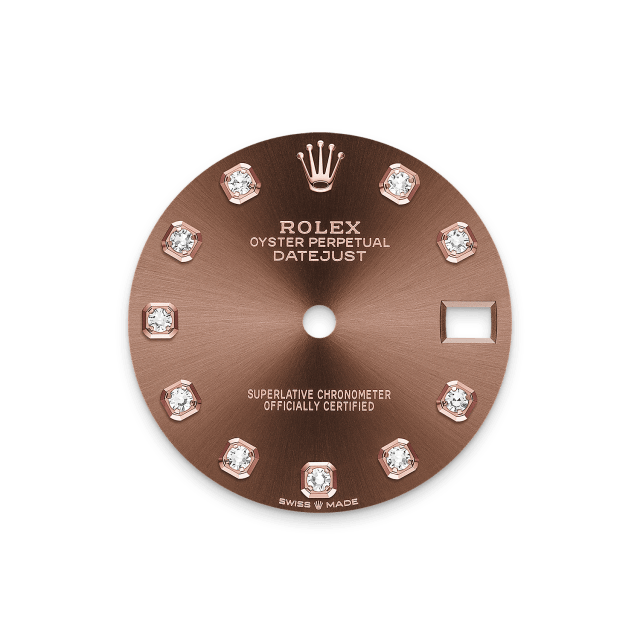 ROLEX
OYSTER PERPETUAL
DATEJUST
SUPERLATIVE CHRONOMETER
OFFICIALLY CERTIFIED
SWISS MADE